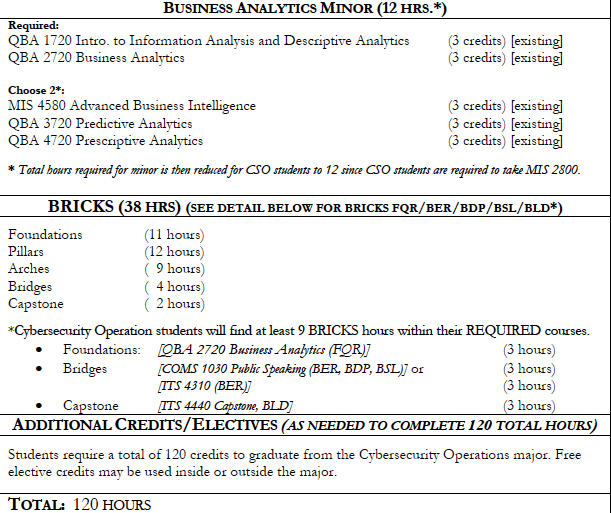 BUSINESS ANALYTICS MINOR (12 HRS.*)
Required:
QBA 1720 Intro. to Information Analysis and Descriptive Analytics (3 credits) [existing]
QBA 2720 Business Analytics (3 credits) [existing]
Choose 2*:
MIS 4580 Advanced Business Intelligence (3 credits) [existing]
QBA 3720 Predictive Analytics (3 credits) [existing]
QBA 4720 Prescriptive Analytics (3 credits) [existing]
* Total hours required for minor is then reduced for CSO students to 12 since CSO students are required to take MIS 2800.
BRICKS (38 HRS) (SEE DETAIL BELOW FOR BRICKS FQR/BER/BDP/BSL/BLD*)
Foundations (11 hours)
Pillars (12 hours)
Arches ( 9 hours)
Bridges ( 4 hours)
Capstone ( 2 hours)
*Cybersecurity Operation students will find at least 9 BRICKS hours within their REQUIRED courses.
• Foundations: [QBA 2720 Business Analytics (FQR)] (3 hours)
• Bridges [COMS 1030 Public Speaking (BER, BDP, BSL)] or (3 hours)
[ITS 4310 (BER)] (3 hours)
• Capstone [ITS 4440 Capstone, BLD] (3 hours)
ADDITIONAL CREDITS/ELECTIVES (AS NEEDED TO COMPLETE 120 TOTAL HOURS)
Students require a total of 120 credits to graduate from the Cybersecurity Operations major. Free
elective credits may be used inside or outside the major.
TOTAL: 120 HOURS